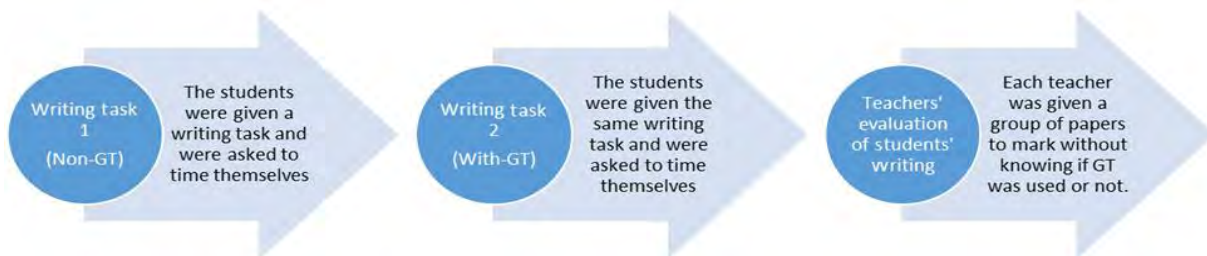 Writing task
1
(Non-GT)
The students
were given a
writing task and
were asked to
time themselves
Writing task
2
(With-GT)
The students
were given the
same writing
task and were
asked to time
themselves
Teachers'
evaluation
of students'
writing
Each teacher
was given a
group of papers
to mark without
knowing if GT
was used or not.